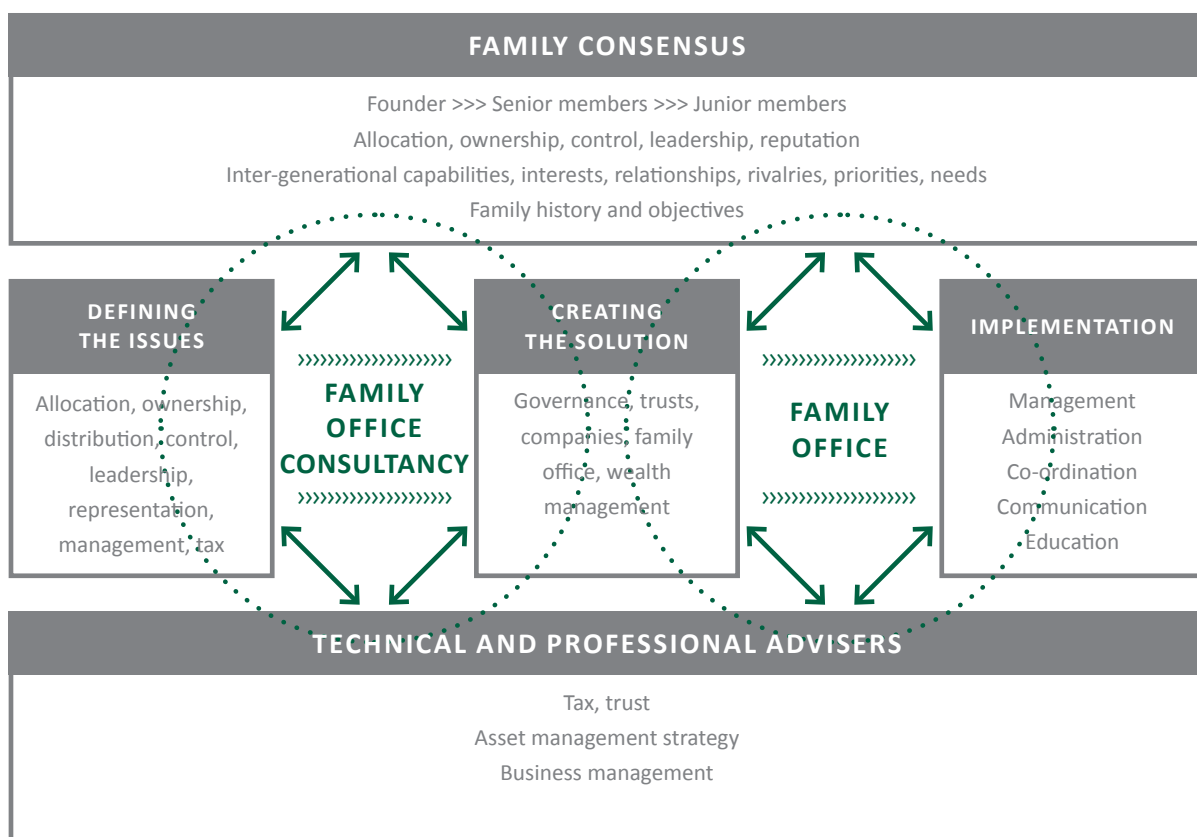 FAMILY CONSENSUS
Founder >>> Senior members >>> Junior members
Allocation, ownership, control, leadership, reputation
Inter-generational capabilities, interests, relationships, rivalries, priorities, needs
Family history and objectives
DEFINING
THE ISSUES
Allocation, ownership,
distribution, control,
leadership,
representation,
management, tax
FAMILY
OFFICE
CONSULTANCY
CREATING
THE SOLUTION
Governance, trusts,
companies, family
office, wealth
management
FAMILY
OFFICE
IMPLEMENTATION
Management
Administration
Co-ordination
Communication
Education
TECHNICAL AND PROFESSIONAL ADVISERS
Tax, trust
Asset management strategy
Business management